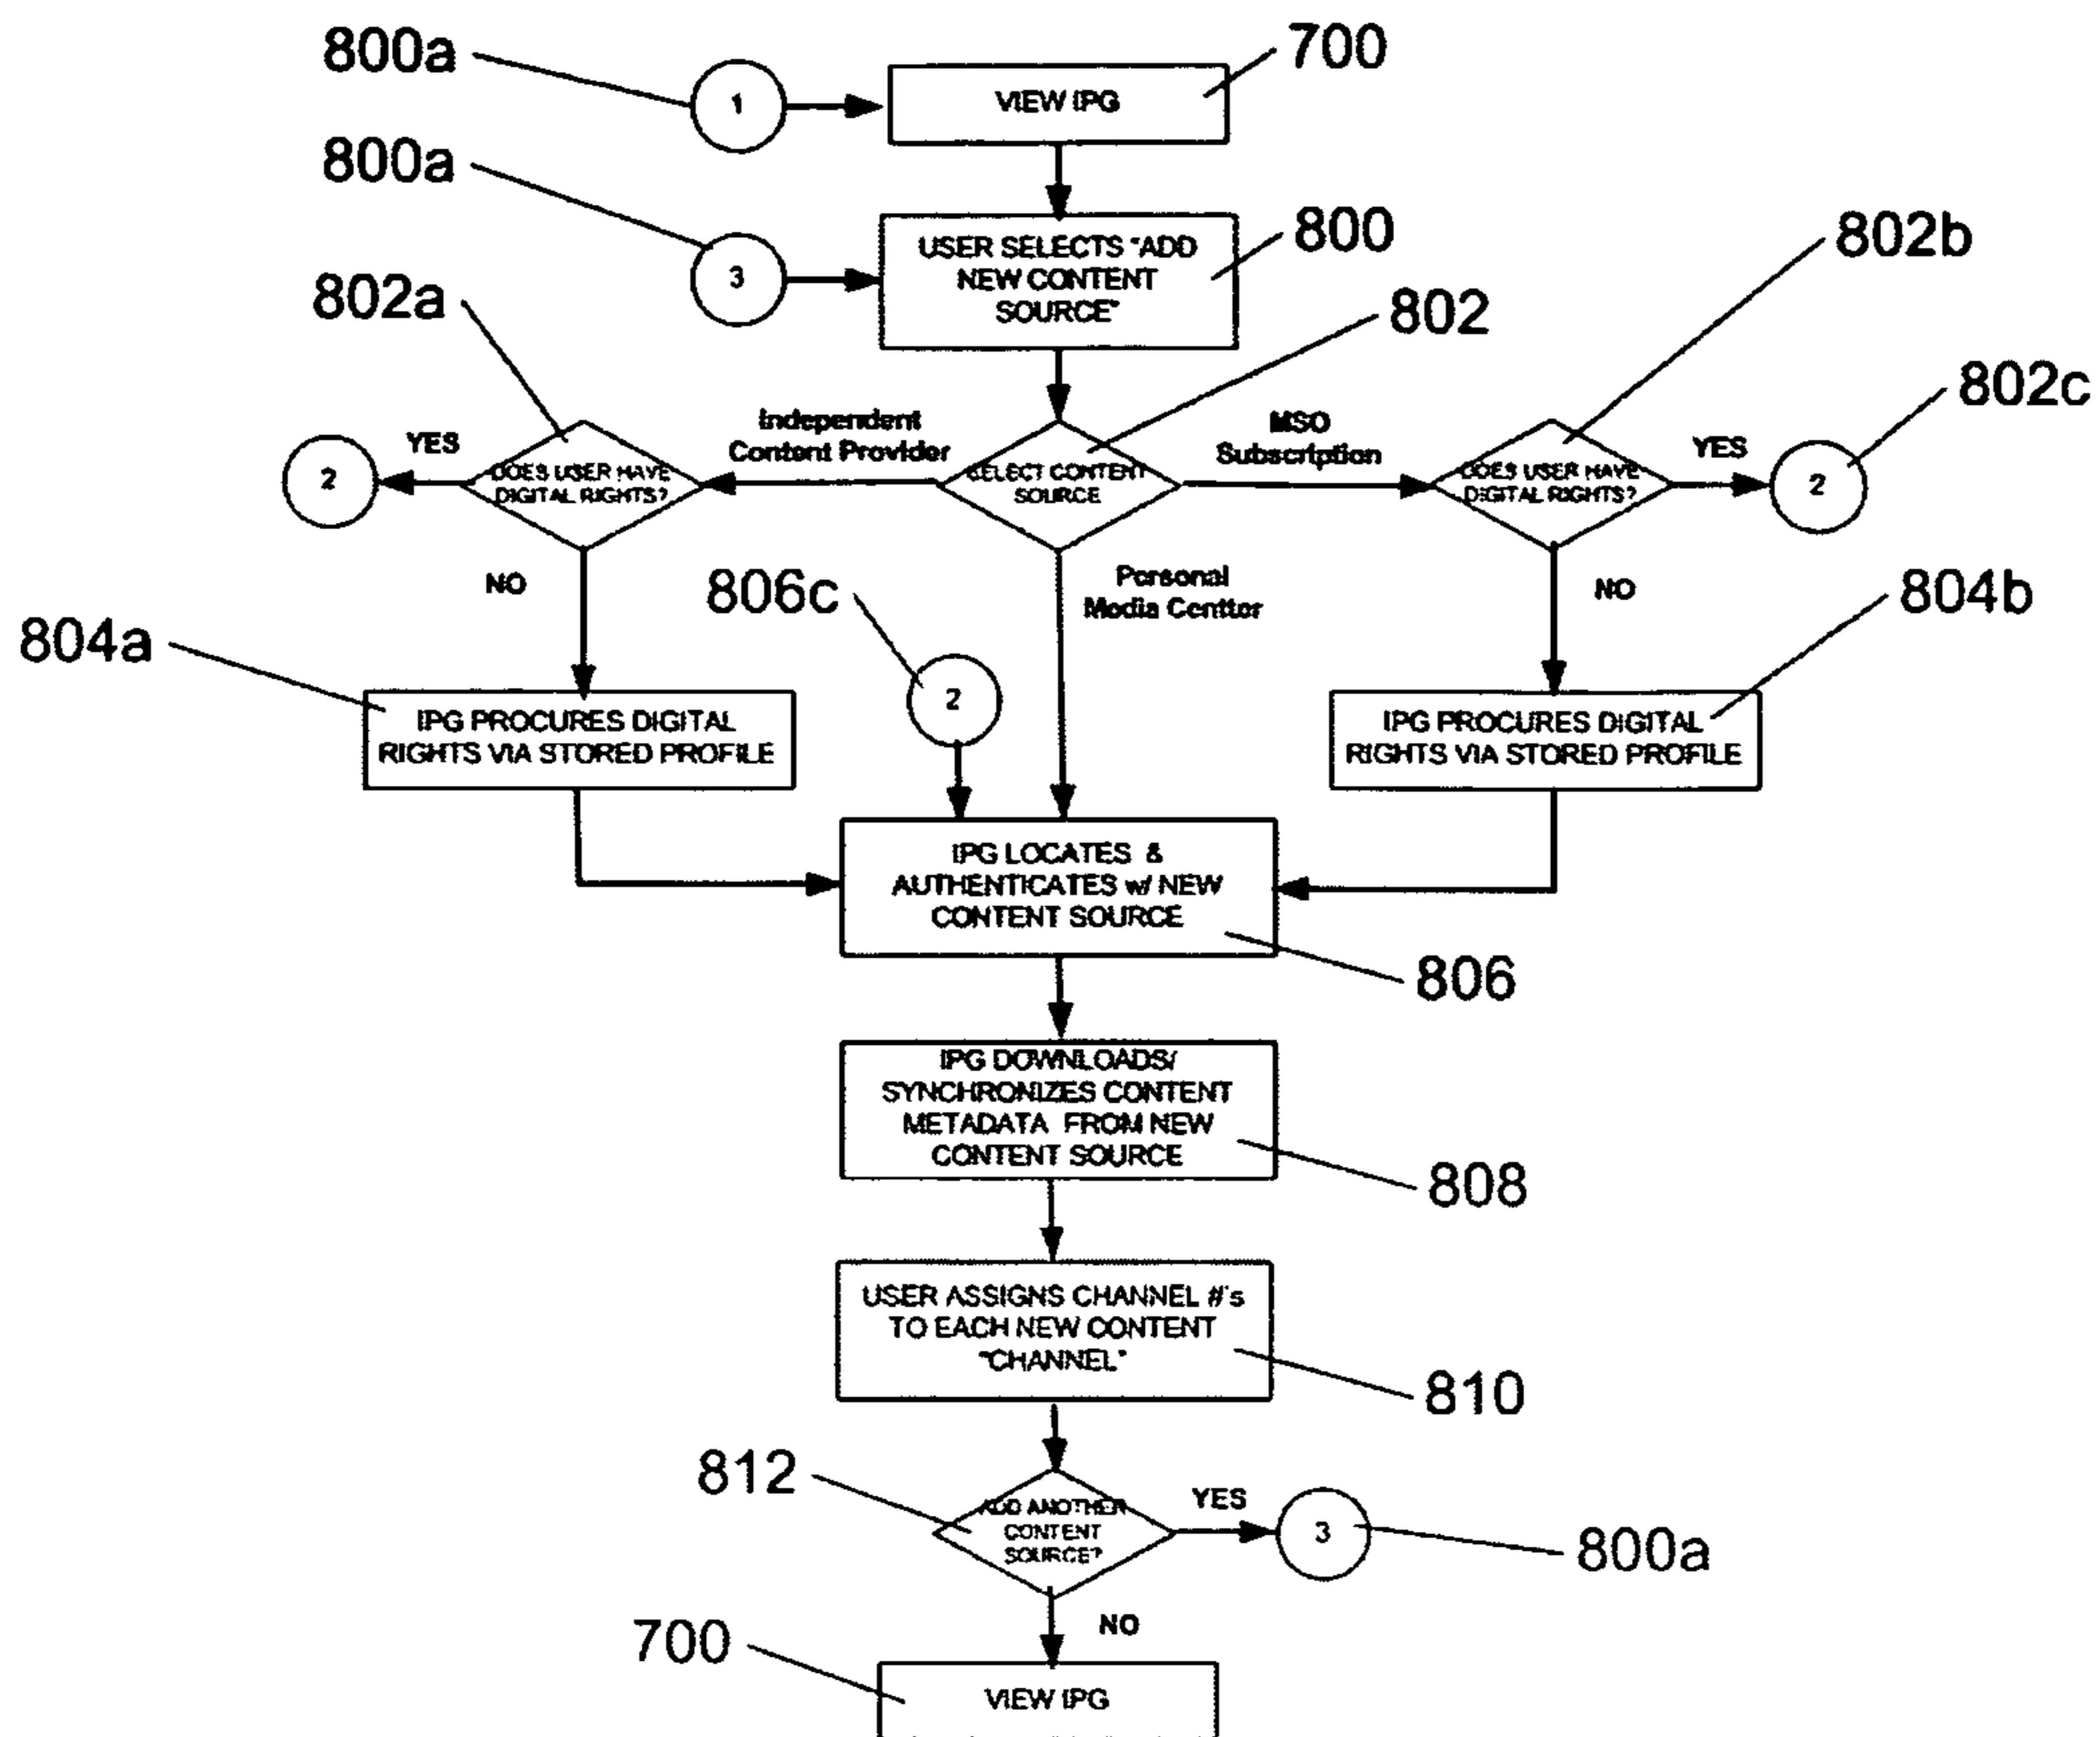 800a
1
VIEW IPG
700
800a
3
USER SELECTS "ADD
NEW CONTENT
SOURCE"
800
802a
802
802b
802c
2
YES
DOES USER HAVE
DIGITAL RIGHTS?
Independent
Content Provider
SELECT CONTENT
SOURCE
MSO
Subscription
DOES USER HAVE
DIGITAL RIGHTS?
YES
2
NO
806c
Personal
Media Centter
NO
804a
2
804b
IPG PROCURES DIGITAL
RIGHTS VIA STORED PROFILE
IPG PROCURES DIGITAL
RIGHTS VIA STORED PROFILE
IPG LOCATES &
AUTHENTICATES w/ NEW
CONTENT SOURCE
806
IPG DOWNLOADS/
SYNCHRONIZES CONTENT
METADATA FROM NEW
CONTENT SOURCE
808
USER ASSIGNS CHANNEL #'s
TO EACH NEW CONTENT
"CHANNEL"
810
812
ADD ANOTHER
CONTENT
SOURCE?
YES
3
800a
NO
700
VIEW IPG